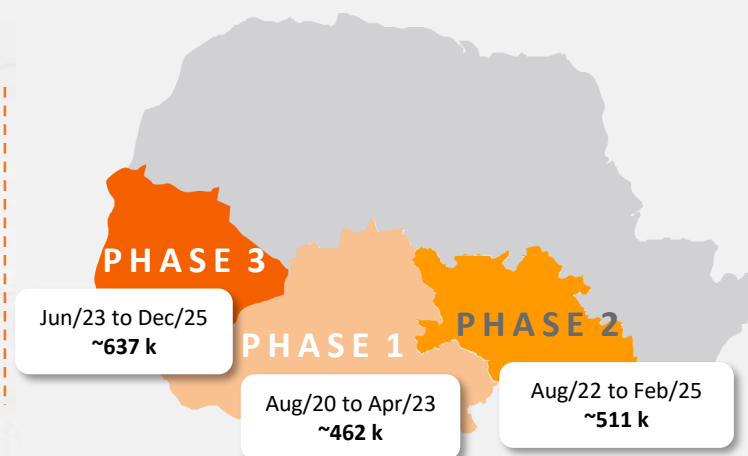 PHASE 3
Jun/23 to Dec/25
~637 k
PHASE 1
Aug/20 to Apr/23
~462 k
PHASE 2
Aug/22 to Feb/25
~511 k